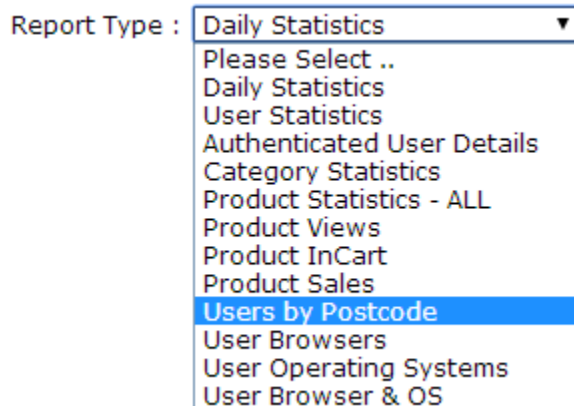 Report Type : Daily Statistics
Please Select ..
Daily Statistics
User Statistics
Authenticated User Details
Category Statistics
Product Statistics - ALL
Product Views
Product InCart
Product Sales
Users by Postcode
User Browsers
User Operating Systems
User Browser & OS